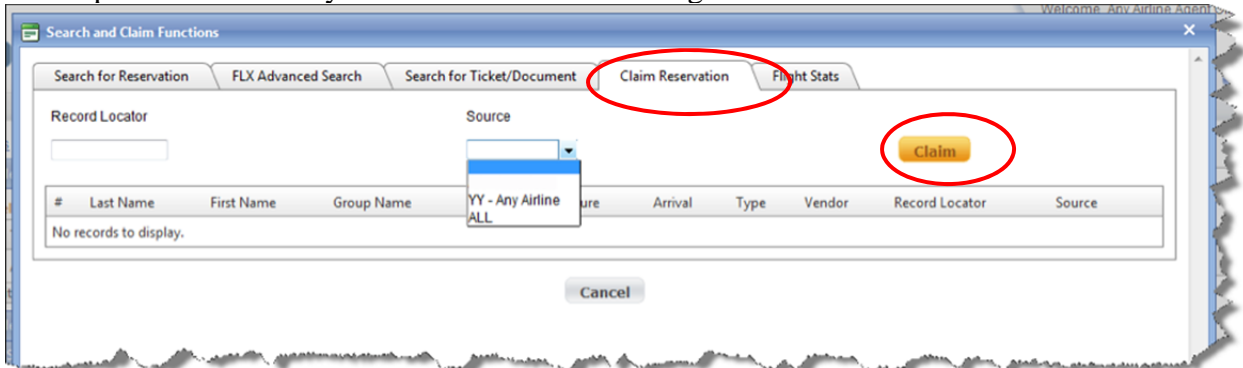 Welcome Any Airline Agent
Search and Claim Functions
Search for Reservation FLX Advanced Search Search for Ticket/Document Claim Reservation Flight Stats
Record Locator Source
Claim
YY - Any Airline
ALL
# Last Name First Name Group Name Arrival Type Vendor Record Locator Source
No records to display.
Cancel